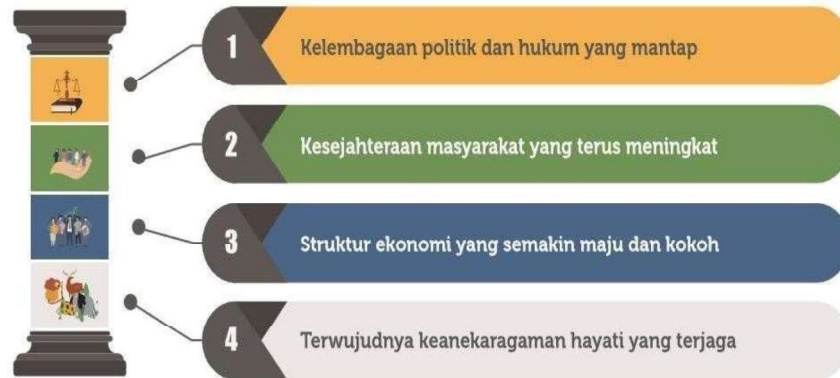 1
Kelembagaan politik dan hukum yang mantap
2
Kesejahteraan masyarakat yang terus meningkat
3
Struktur ekonomi yang semakin maju dan kokoh
4
Terwujudnya keanekaragaman hayati yang terjaga